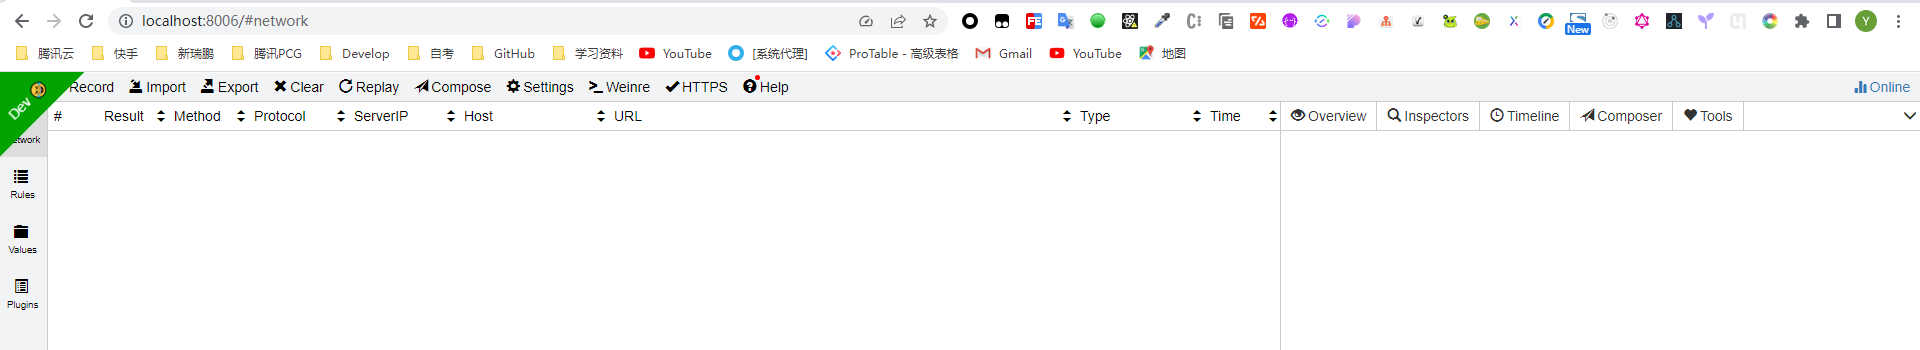 localhost:8006/#network
New
Y
腾讯云 快手 新瑞鹏 腾讯PCG Develop 自考 GitHub 学习资料 YouTube [系统代理] ProTable - 高级表格 Gmail YouTube 地图
Dev
Record Import Export Clear Replay Compose Settings Weinre HTTPS Help Online
# Result Method Protocol ServerIP Host URL Type Time Overview Inspectors Timeline Composer Tools
etwork
Rules
Values
Plugins